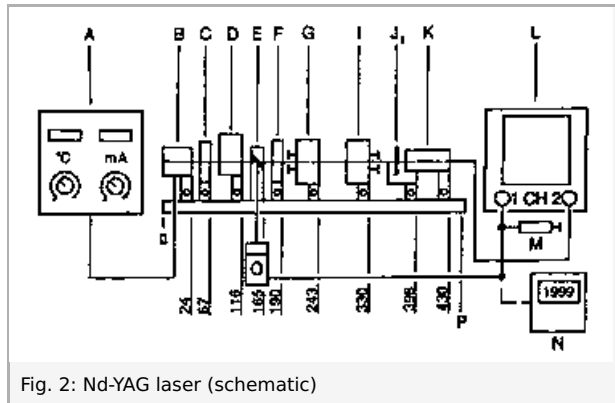 A B C D E F G I J K L
°C mA
1 CH 2
M
O
1999
N
24 67 116 165 190 243 330 398 430
Fig. 2: Nd-YAG laser (schematic)